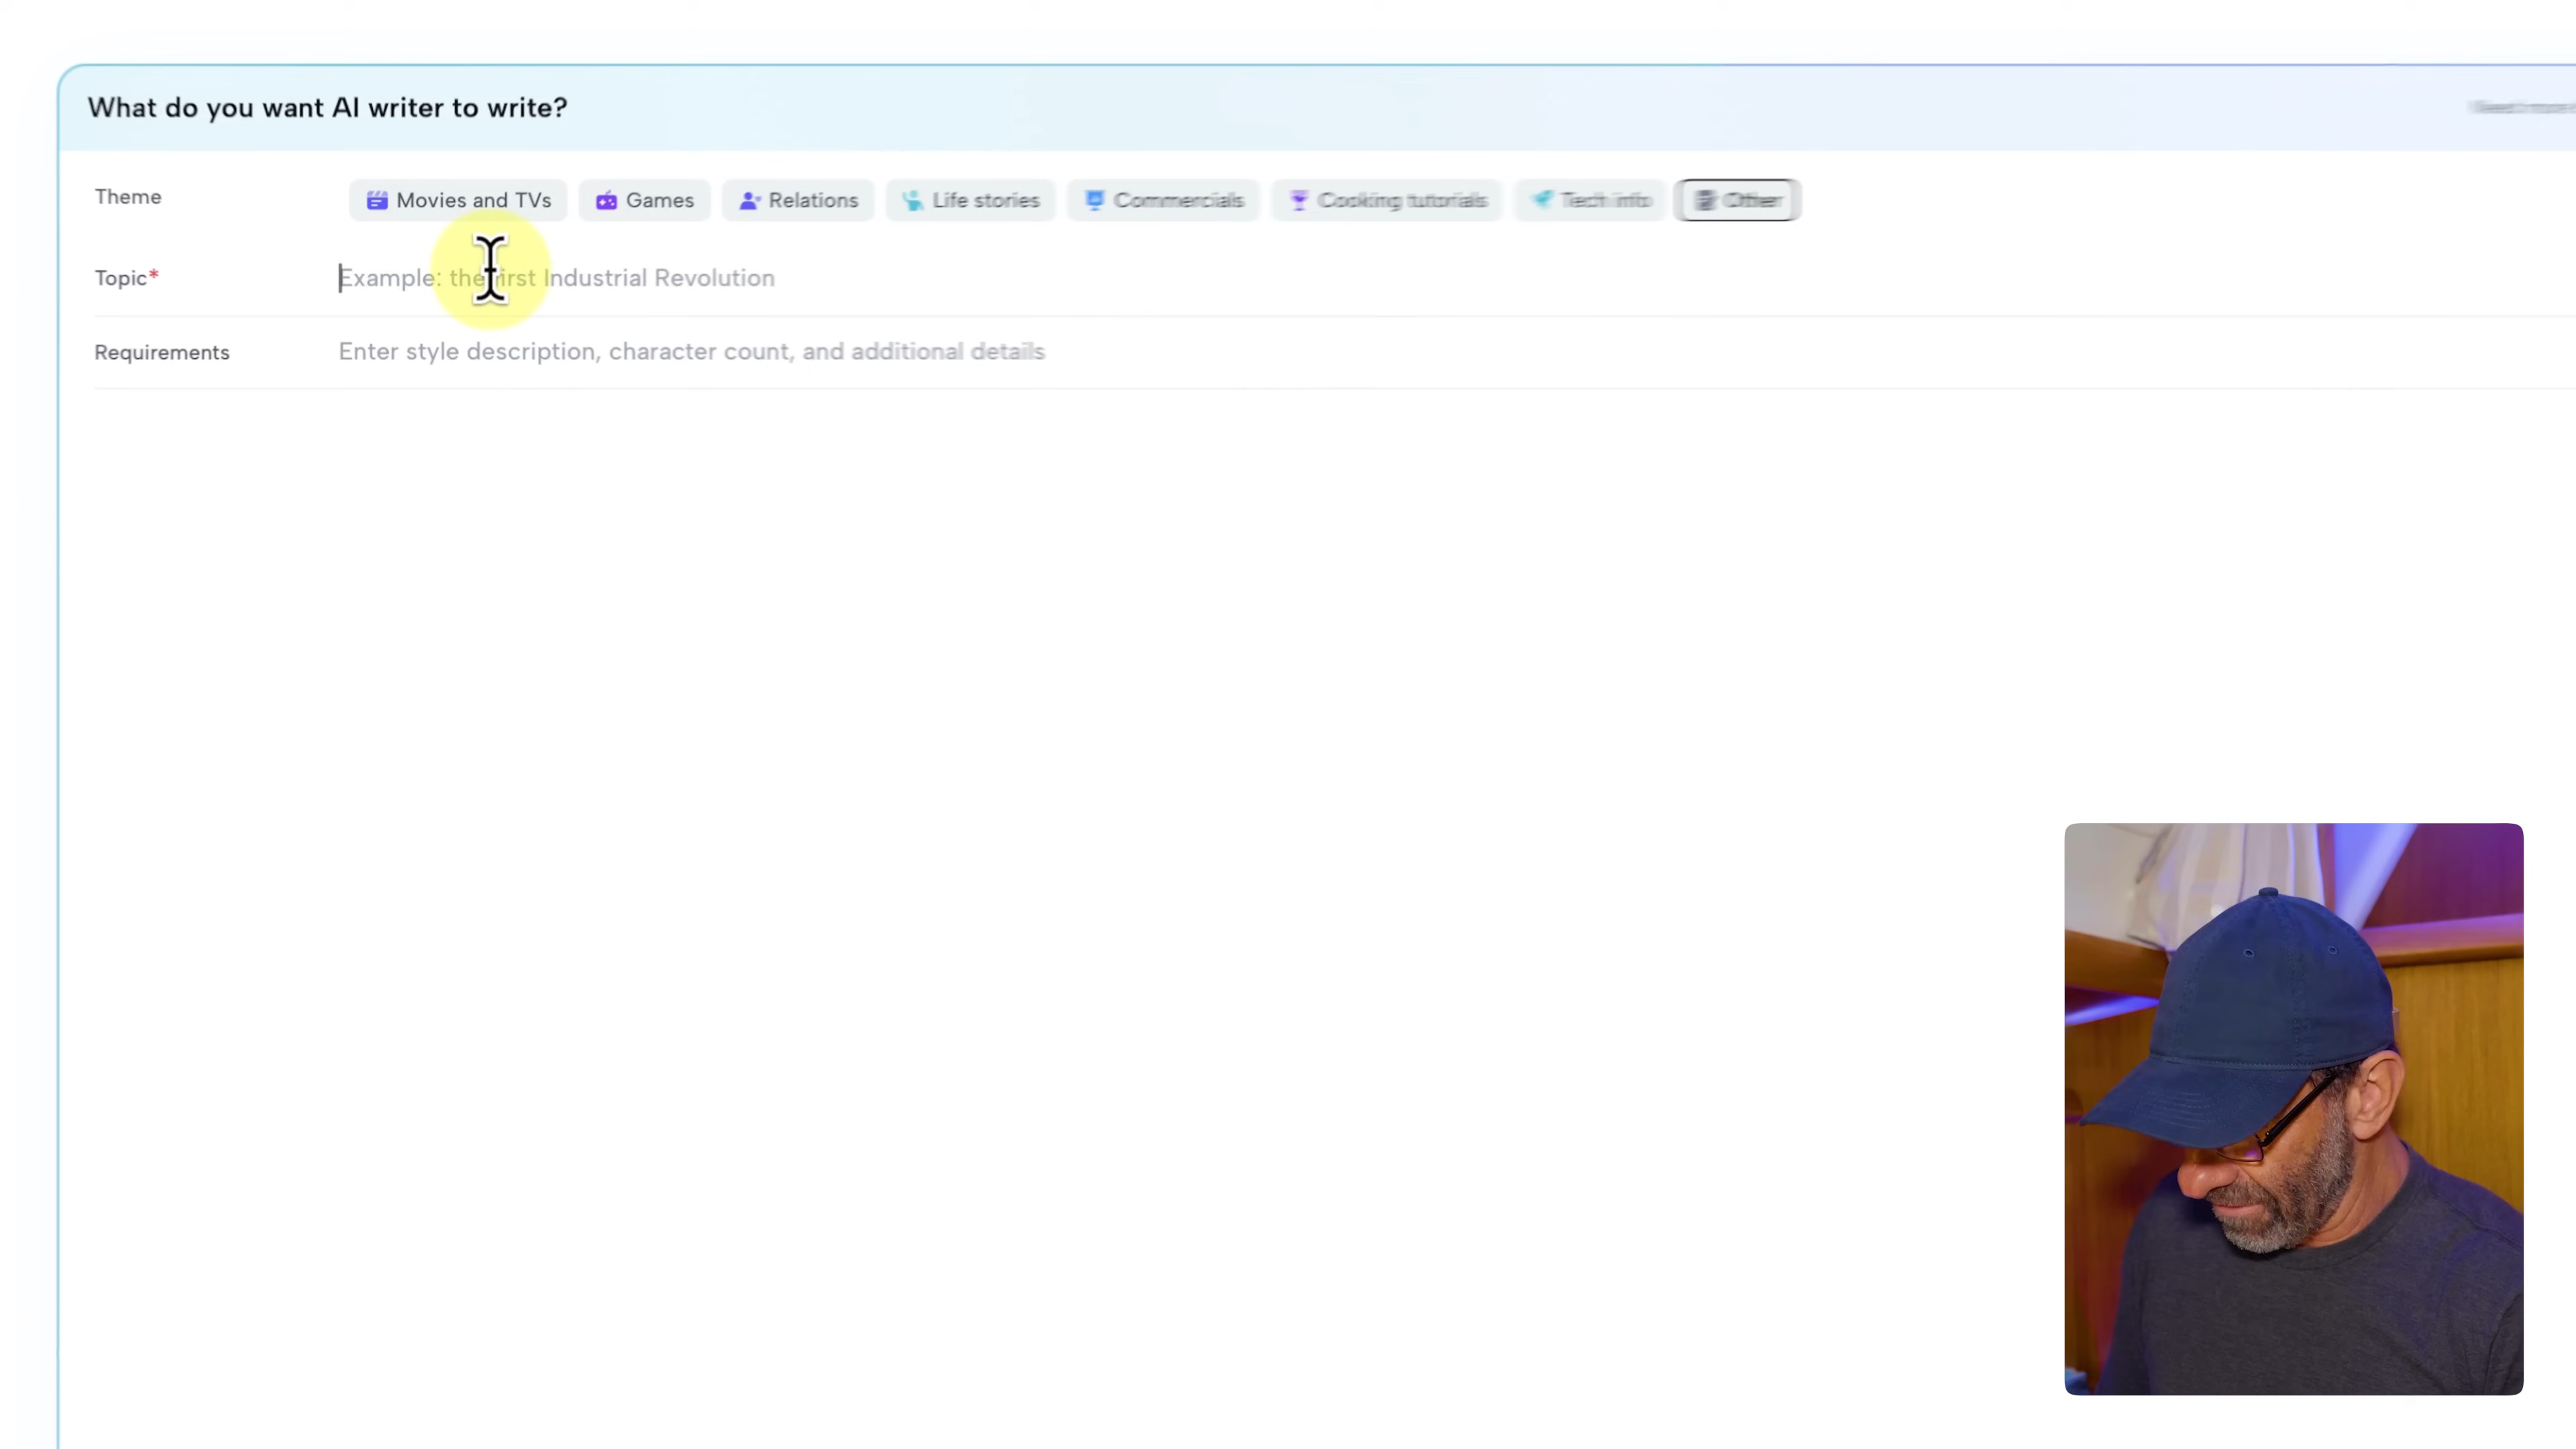 What do you want AI writer to write?
Theme Movies and TVs Games Relations Life stories Commercials Cooking tutorials Tech info Other
Topic* Example: the first Industrial Revolution
Requirements Enter style description, character count, and additional details